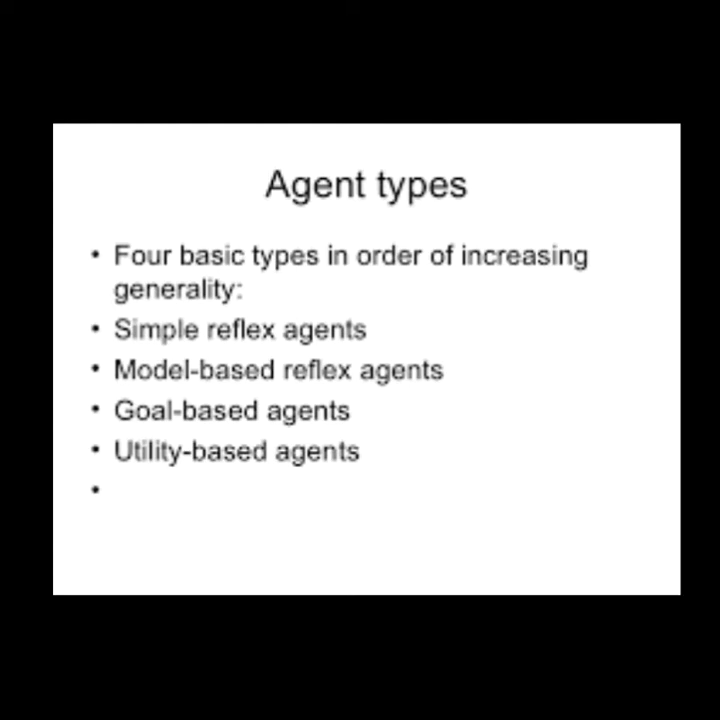 Agent types
• Four basic types in order of increasing
generality:
• Simple reflex agents
• Model-based reflex agents
• Goal-based agents
• Utility-based agents
•